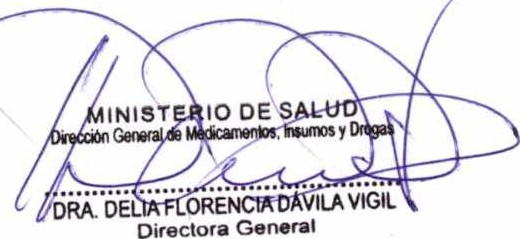 MINISTERIO DE SALUD
Dirección General de Medicamentos, Insumos y Drogas
DRA. DELIA FLORENCIA DÁVILA VIGIL
Directora General